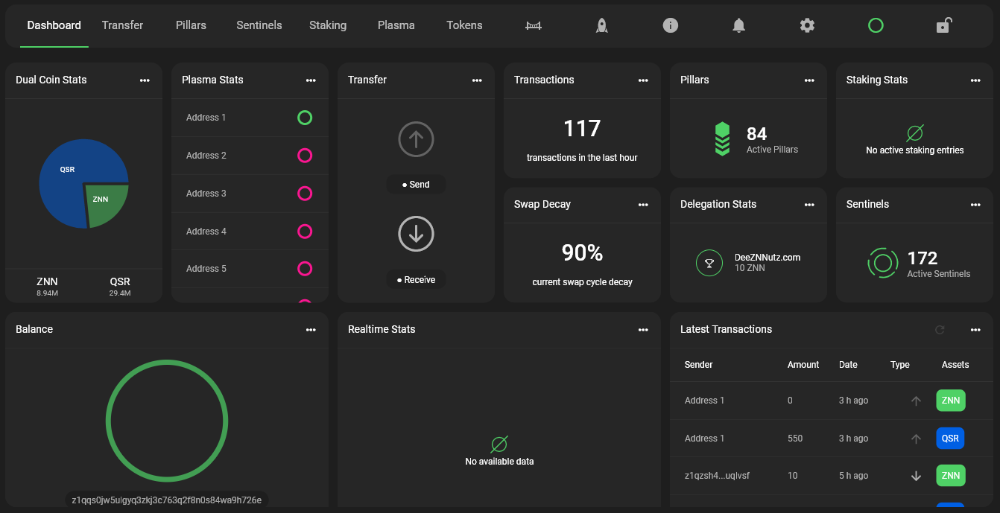 Dashboard Transfer Pillars Sentinels Staking Plasma Tokens
Dual Coin Stats
QSR
ZNN
ZNN QSR
8.94M 29.4M
Plasma Stats
Address 1
Address 2
Address 3
Address 4
Address 5
Transfer
Send
Receive
Transactions
117
transactions in the last hour
Pillars
84
Active Pillars
Staking Stats
No active staking entries
Swap Decay
90%
current swap cycle decay
Delegation Stats
DeeZNNutz.com
10 ZNN
Sentinels
172
Active Sentinels
Balance
z1qqs0jw5ulgyq3zkj3c763q2f8n0s84wa9h726e
Realtime Stats
No available data
Latest Transactions
Sender Amount Date Type Assets
Address 1 0 3 h ago ZNN
Address 1 550 3 h ago QSR
z1qzsh4...uqlvsf 10 5 h ago ZNN